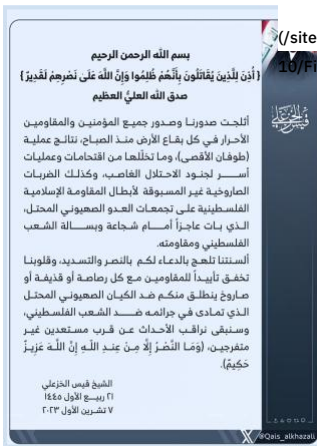 (/site
10/Fi
بسم الله الرحمن الرحيم
{ أُذِنَ لِلَّذِينَ يُقَاتَلُونَ بِأَنَّهُمْ ظُلِمُوا وَإِنَّ اللَّهَ عَلَىٰ نَصْرِهِمْ لَقَدِيرٌ }
صدق الله العليُّ العظيم
أثلجت صدورنا وصدور جميع المؤمنين والمقاومين
الأحرار في كل بقاع الأرض منذ الصباح، نتائج عملية
(طوفان الأقصى)، وما تخللها من اقتحامات وعمليات
أسر لجنود الاحتلال الغاصب، وكذلك الضربات
الصاروخية غير المسبوقة لأبطال المقاومة الإسلامية
الفلسطينية على تجمعات العدو الصهيوني المحتل،
الذي بات عاجزاً أمام شجاعة وبسالة الشعب
الفلسطيني ومقاومته.
ألسنتنا تلهج بالدعاء لكم بالنصر والتسديد، وقلوبنا
تخفق تأييداً للمقاومين مع كل رصاصة أو قذيفة أو
صاروخ ينطلق منكم ضد الكيان الصهيوني المحتل
الذي تمادى في جرائمه ضد الشعب الفلسطيني،
وسنبقى نراقب الأحداث عن قرب مستعدين غير
متفرجين، (وَمَا النَّصْرُ إِلَّا مِنْ عِنْدِ اللَّهِ إِنَّ اللَّهَ عَزِيزٌ
حَكِيمٌ).
الشيخ قيس الخزعلي
٢١ ربيع الأول ١٤٤٥
٧ تشرين الأول ٢٠٢٣
قيس الخزعلي
@Qais_alkhazali